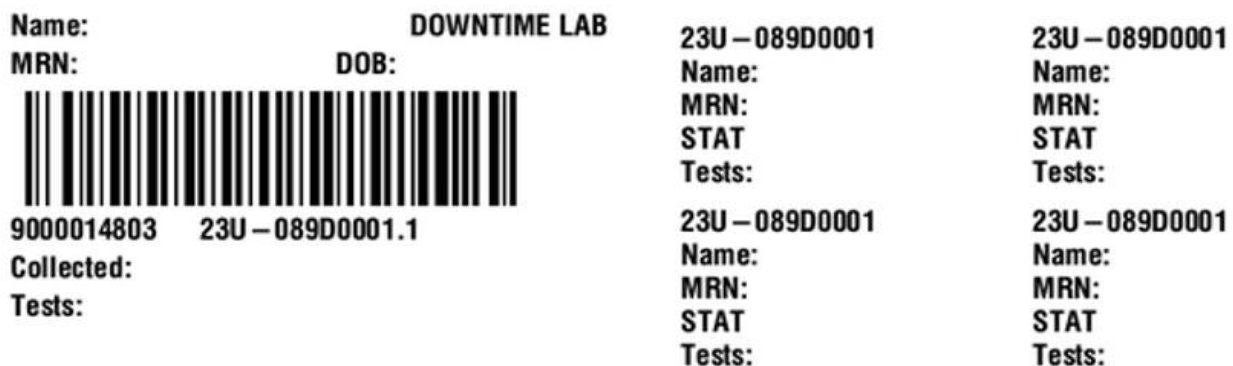 Name: DOWNTIME LAB
MRN: DOB:
9000014803 23U–089D0001.1
Collected:
Tests:
23U–089D0001
Name:
MRN:
STAT
Tests:
23U–089D0001
Name:
MRN:
STAT
Tests:
23U–089D0001
Name:
MRN:
STAT
Tests:
23U–089D0001
Name:
MRN:
STAT
Tests: